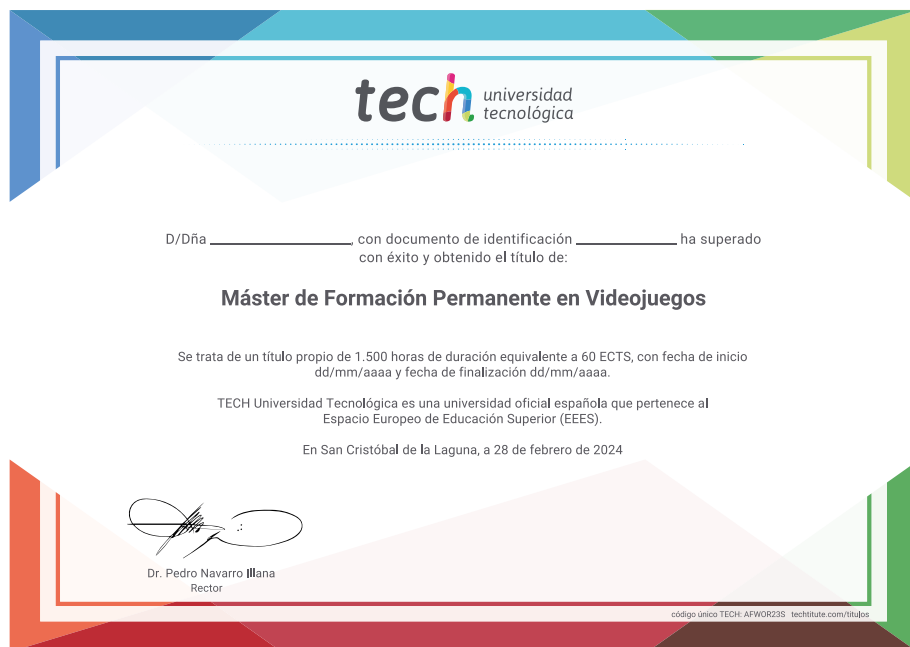 tech universidad
tecnológica
D/Dña ____________, con documento de identificación ____________ ha superado
con éxito y obtenido el título de:
Máster de Formación Permanente en Videojuegos
Se trata de un título propio de 1.500 horas de duración equivalente a 60 ECTS, con fecha de inicio
dd/mm/aaaa y fecha de finalización dd/mm/aaaa.
TECH Universidad Tecnológica es una universidad oficial española que pertenece al
Espacio Europeo de Educación Superior (EEES).
En San Cristóbal de la Laguna, a 28 de febrero de 2024
Dr. Pedro Navarro Illana
Rector
código único TECH: AFWOR23S techtitute.com/titulos